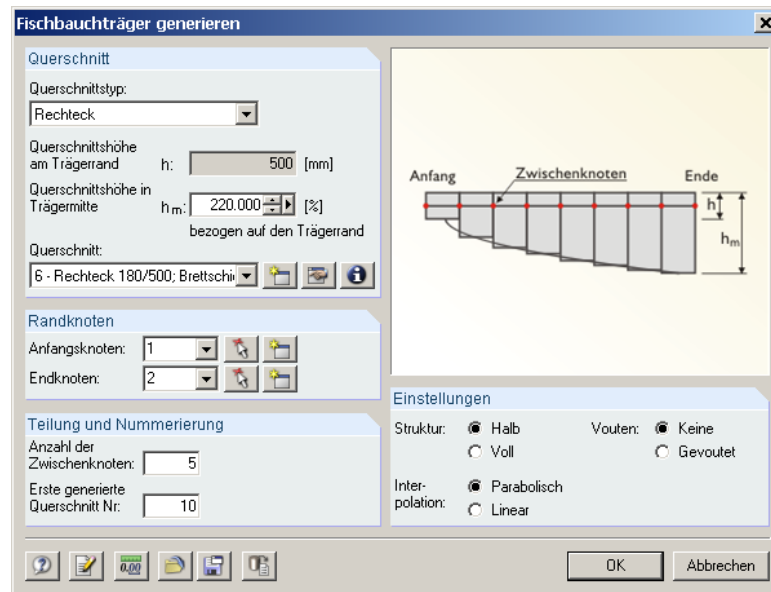 Fischbauchträger generieren
Querschnitt
Querschnittstyp:
Rechteck
Querschnittshöhe
am Trägerrand h: 500 [mm]
Querschnittshöhe in
Trägermitte hm: 220.000 [%]
bezogen auf den Trägerrand
Querschnitt:
6 - Rechteck 180/500; Brettschi
Randknoten
Anfangsknoten: 1
Endknoten: 2
Teilung und Nummerierung
Anzahl der
Zwischenknoten: 5
Erste generierte
Querschnitt Nr: 10
Anfang Zwischenknoten Ende
h
hm
Einstellungen
Struktur: Halb Vouten: Keine
Voll Gevoutet
Inter-
polation: Parabolisch
Linear
0.00
OK Abbrechen